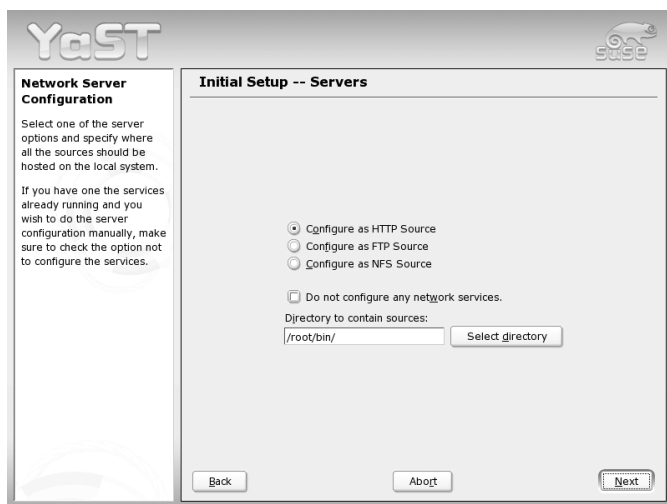 YaST
SUSE
Network Server
Configuration
Select one of the server
options and specify where
all the sources should be
hosted on the local system.
If you have one the services
already running and you
wish to do the server
configuration manually, make
sure to check the option not
to configure the services.
Initial Setup -- Servers
Configure as HTTP Source
Configure as FTP Source
Configure as NFS Source
Do not configure any network services.
Directory to contain sources:
/root/bin/
Select directory
Back
Abort
Next